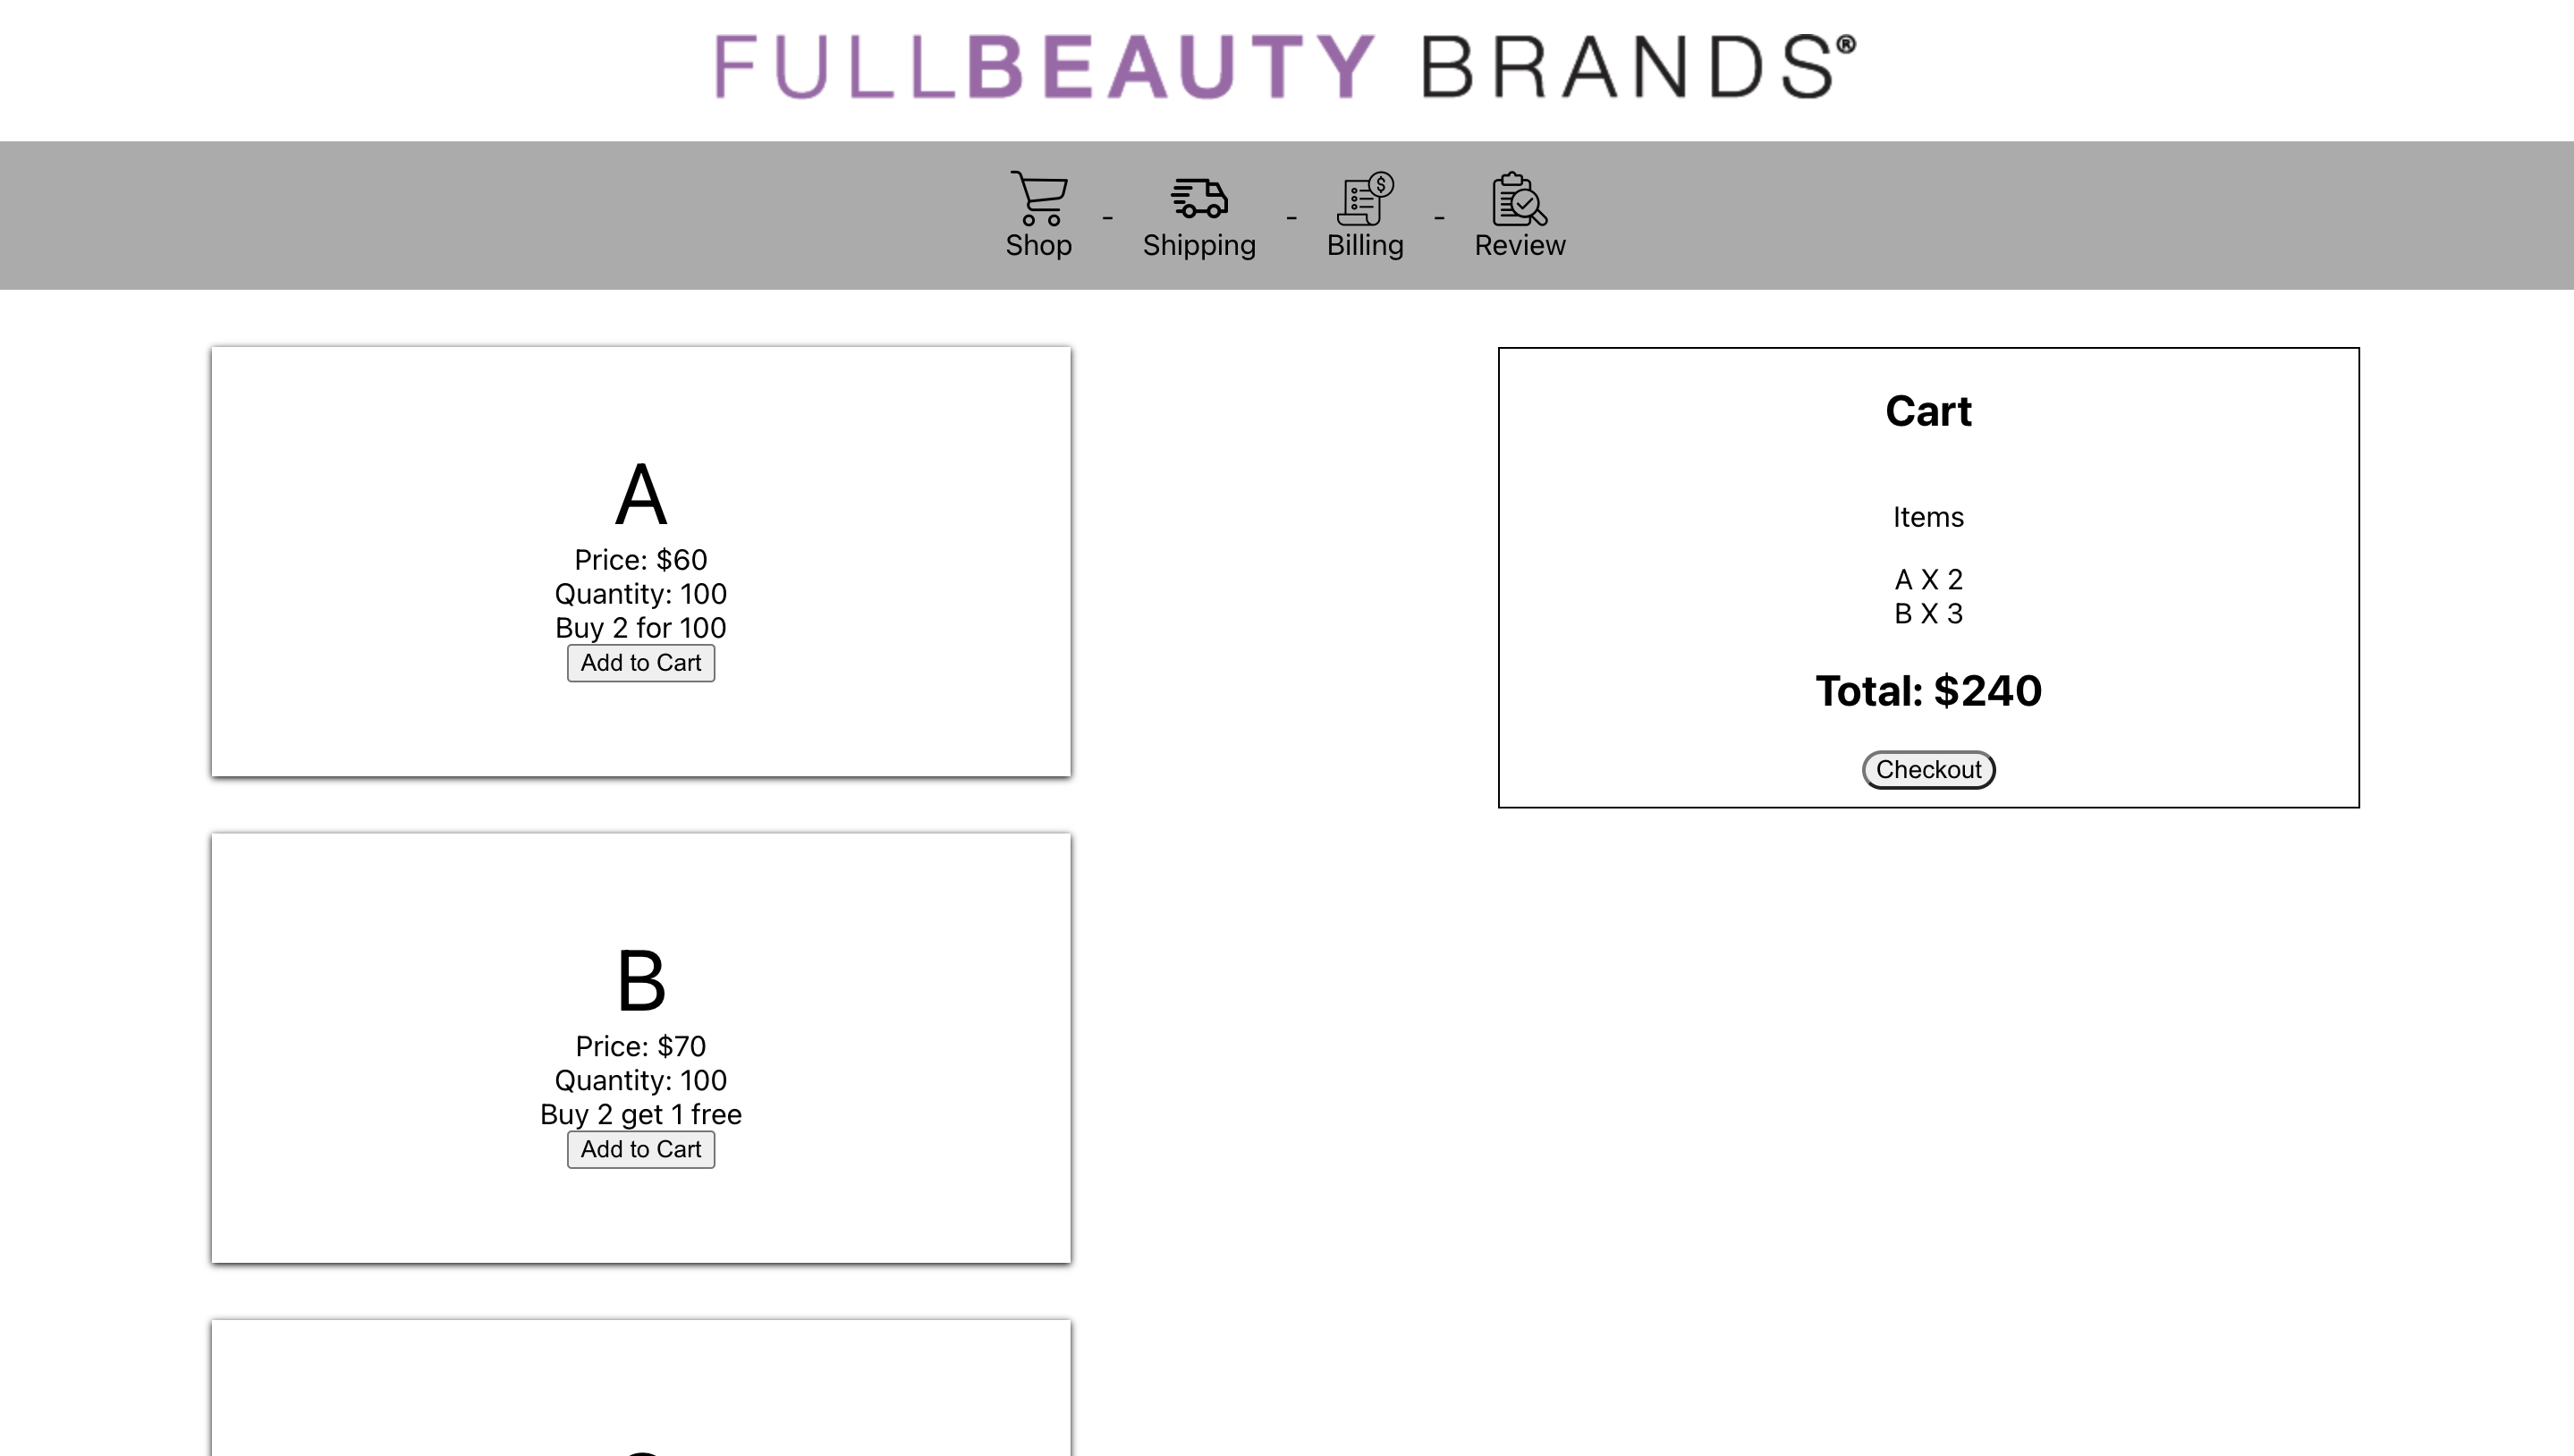 FULLBEAUTY BRANDS®
Shop - Shipping - Billing - Review
A
Price: $60
Quantity: 100
Buy 2 for 100
Add to Cart
B
Price: $70
Quantity: 100
Buy 2 get 1 free
Add to Cart
Cart
Items
A X 2
B X 3
Total: $240
Checkout